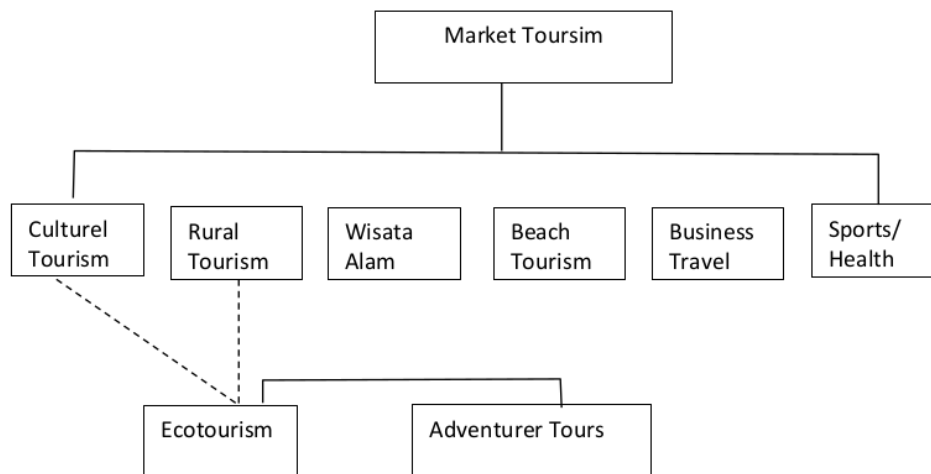 Market Toursim
Culturel
Tourism
Rural
Tourism
Wisata
Alam
Beach
Tourism
Business
Travel
Sports/
Health
Ecotourism
Adventurer Tours